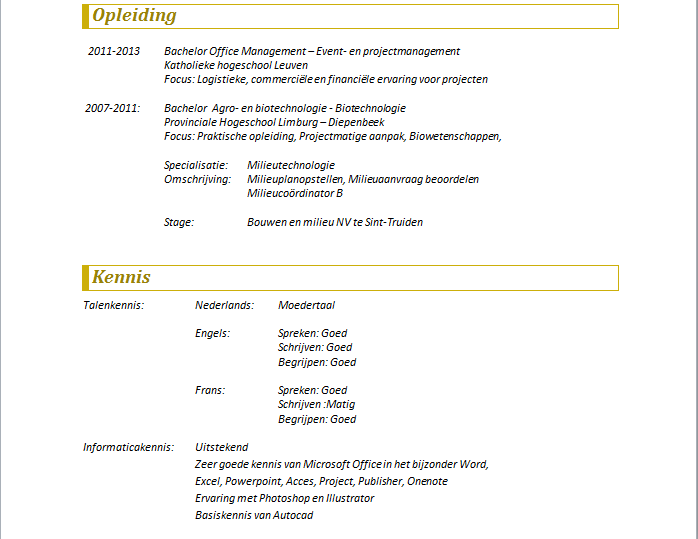 Opleiding
2011-2013 Bachelor Office Management – Event- en projectmanagement
Katholieke hogeschool Leuven
Focus: Logistieke, commerciële en financiële ervaring voor projecten
2007-2011: Bachelor Agro- en biotechnologie - Biotechnologie
Provinciale Hogeschool Limburg – Diepenbeek
Focus: Praktische opleiding, Projectmatige aanpak, Biowetenschappen,
Specialisatie: Milieutechnologie
Omschrijving: Milieuplanopstellen, Milieuaanvraag beoordelen
Milieucoördinator B
Stage: Bouwen en milieu NV te Sint-Truiden
Kennis
Talenkennis: Nederlands: Moedertaal
Engels: Spreken: Goed
Schrijven: Goed
Begrijpen: Goed
Frans: Spreken: Goed
Schrijven :Matig
Begrijpen: Goed
Informaticakennis: Uitstekend
Zeer goede kennis van Microsoft Office in het bijzonder Word,
Excel, Powerpoint, Acces, Project, Publisher, Onenote
Ervaring met Photoshop en Illustrator
Basiskennis van Autocad